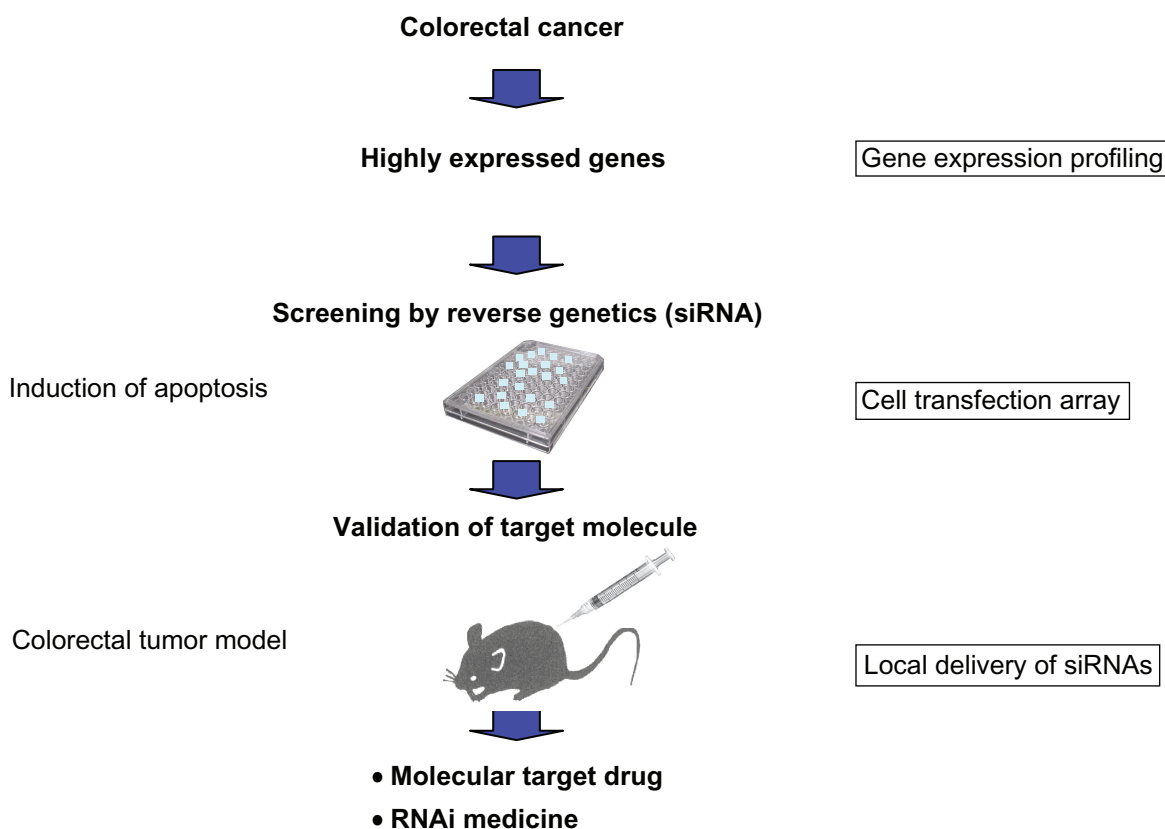 Colorectal cancer
Highly expressed genes
Gene expression profiling
Screening by reverse genetics (siRNA)
Induction of apoptosis
Cell transfection array
Validation of target molecule
Colorectal tumor model
Local delivery of siRNAs
• Molecular target drug
• RNAi medicine